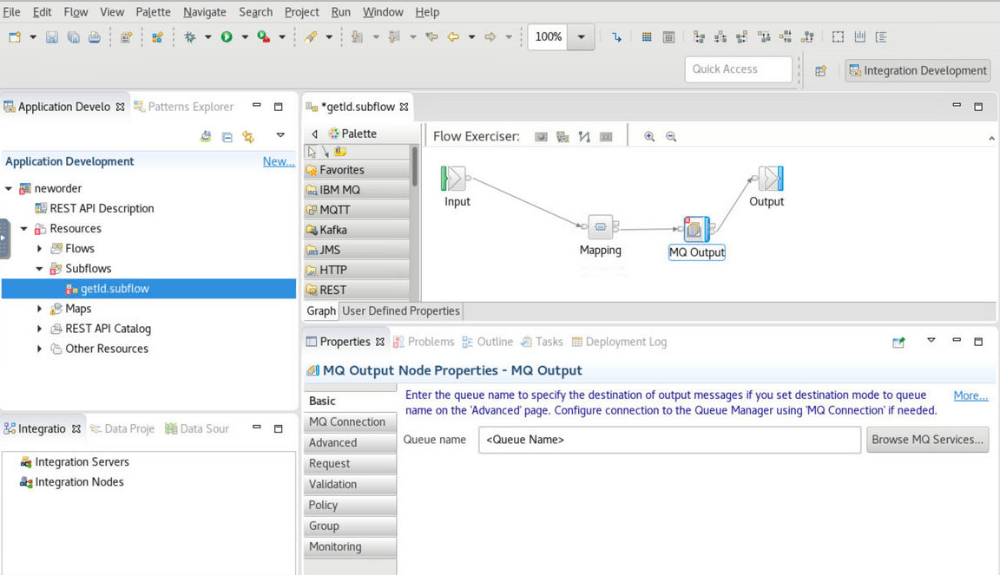 File Edit Flow View Palette Navigate Search Project Run Window Help
100%
Quick Access
Integration Development
Application Develo
Patterns Explorer
Application Development
New...
neworder
REST API Description
Resources
Flows
Subflows
getId.subflow
Maps
REST API Catalog
Other Resources
Integratio
Data Proje
Data Sour
Integration Servers
Integration Nodes
*getId.subflow
Palette
Favorites
IBM MQ
MQTT
Kafka
JMS
HTTP
REST
Flow Exerciser:
Input
Mapping
MQ Output
Output
Graph
User Defined Properties
Properties
Problems
Outline
Tasks
Deployment Log
MQ Output Node Properties - MQ Output
Basic
MQ Connection
Advanced
Request
Validation
Policy
Group
Monitoring
Enter the queue name to specify the destination of output messages if you set destination mode to queue
name on the 'Advanced' page. Configure connection to the Queue Manager using 'MQ Connection' if needed.
More...
Queue name
<Queue Name>
Browse MQ Services...